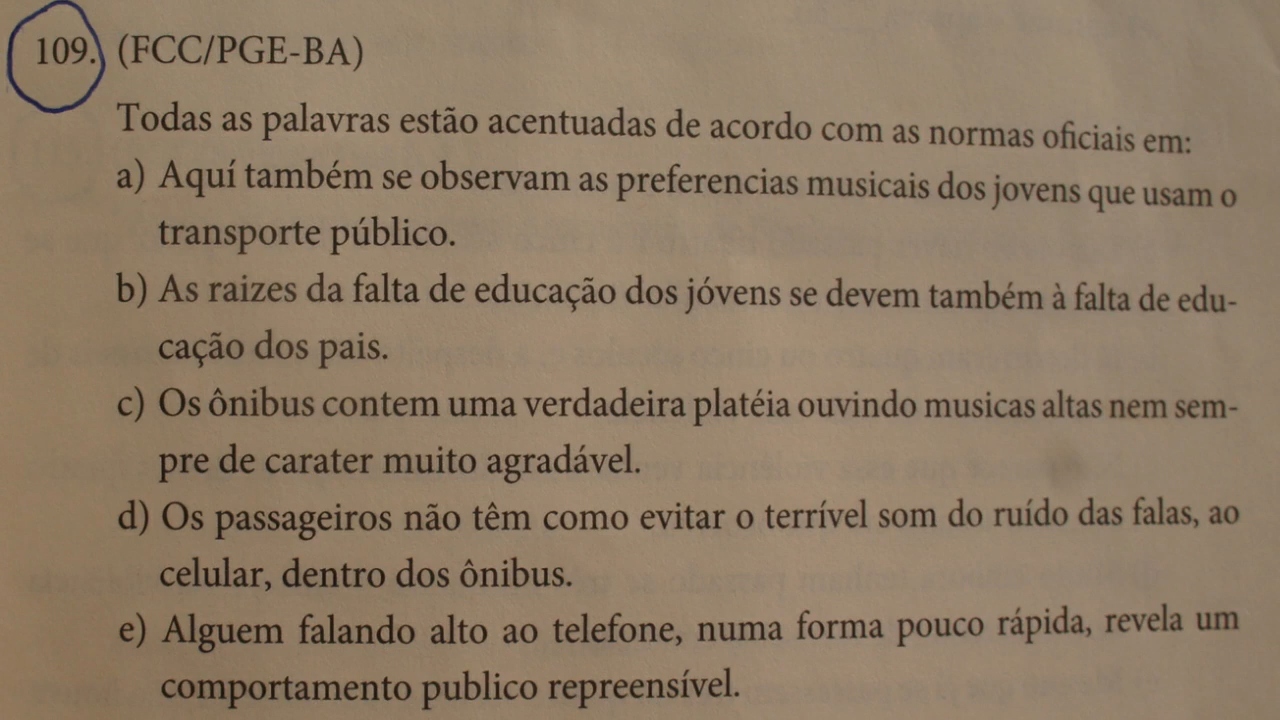 109. (FCC/PGE-BA)
Todas as palavras estão acentuadas de acordo com as normas oficiais em:
a) Aquí também se observam as preferencias musicais dos jovens que usam o
transporte público.
b) As raizes da falta de educação dos jóvens se devem também à falta de edu-
cação dos pais.
c) Os ônibus contem uma verdadeira platéia ouvindo musicas altas nem sem-
pre de carater muito agradável.
d) Os passageiros não têm como evitar o terrível som do ruído das falas, ao
celular, dentro dos ônibus.
e) Alguem falando alto ao telefone, numa forma pouco rápida, revela um
comportamento publico repreensível.